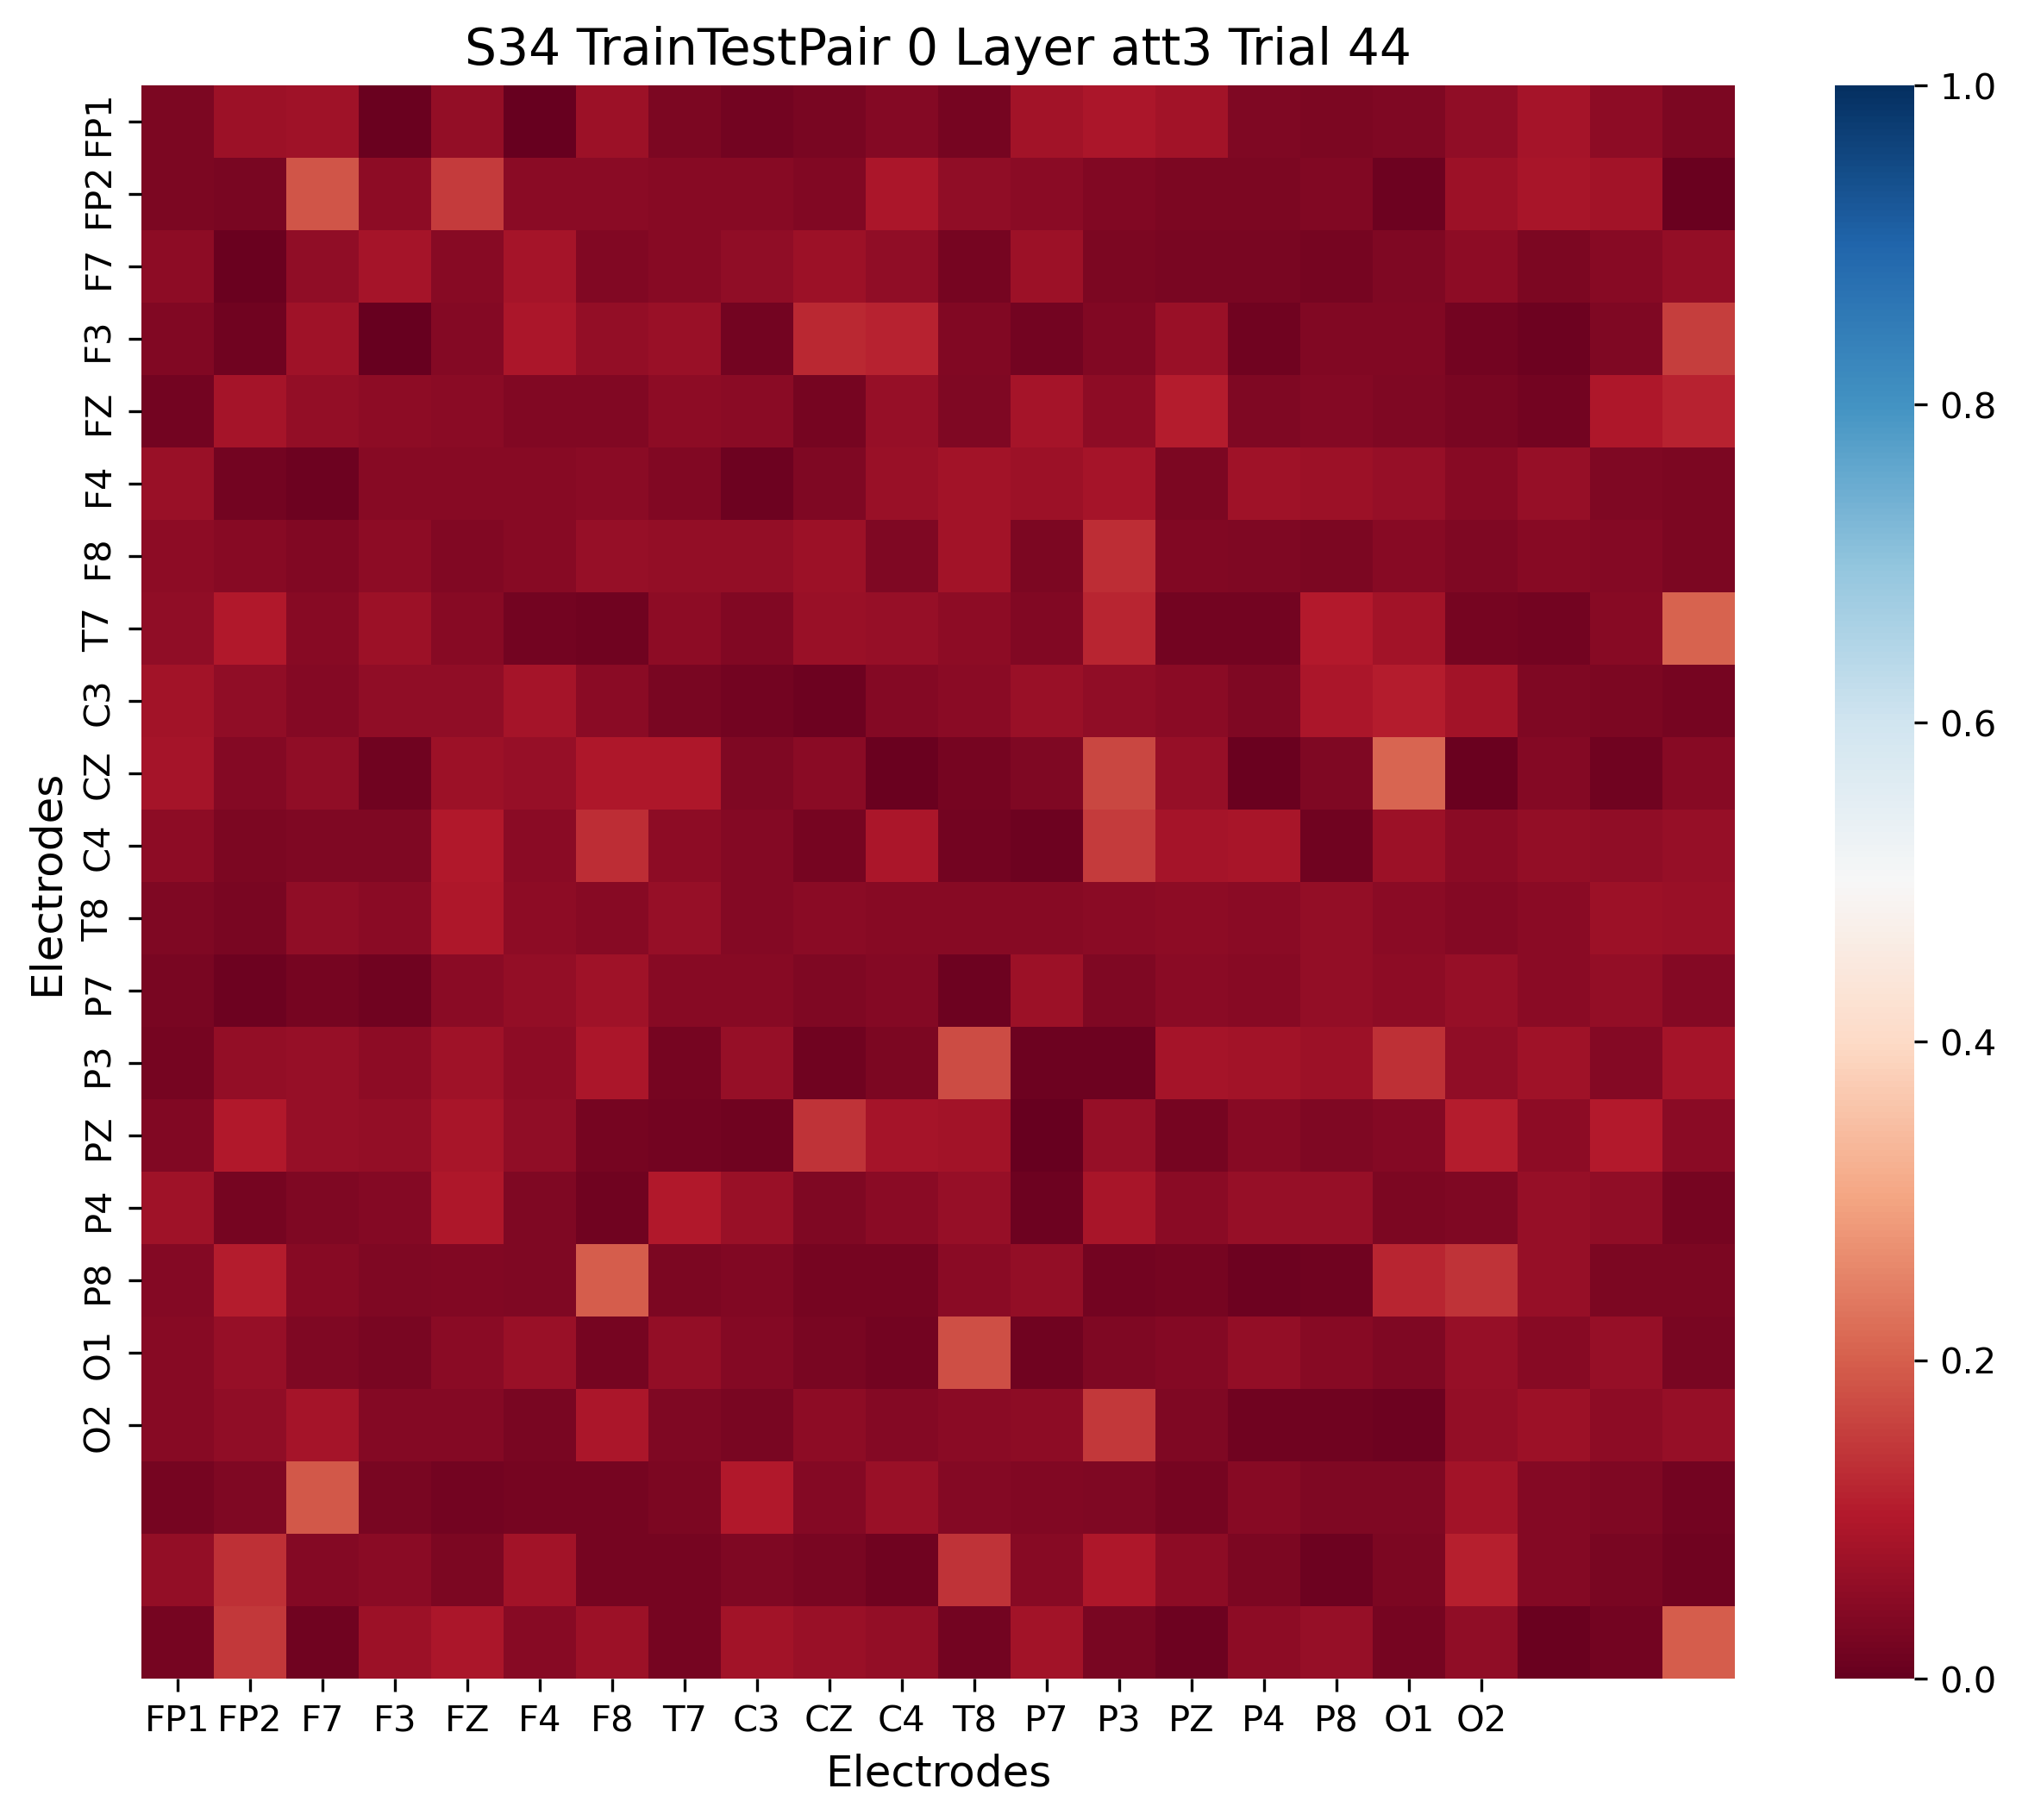 S34 TrainTestPair 0 Layer att3 Trial 44
Electrodes
FP1
FP2
F7
F3
FZ
F4
F8
T7
C3
CZ
C4
T8
P7
P3
PZ
P4
P8
O1
O2
FP1 FP2 F7 F3 FZ F4 F8 T7 C3 CZ C4 T8 P7 P3 PZ P4 P8 O1 O2
Electrodes
1.0
0.8
0.6
0.4
0.2
0.0